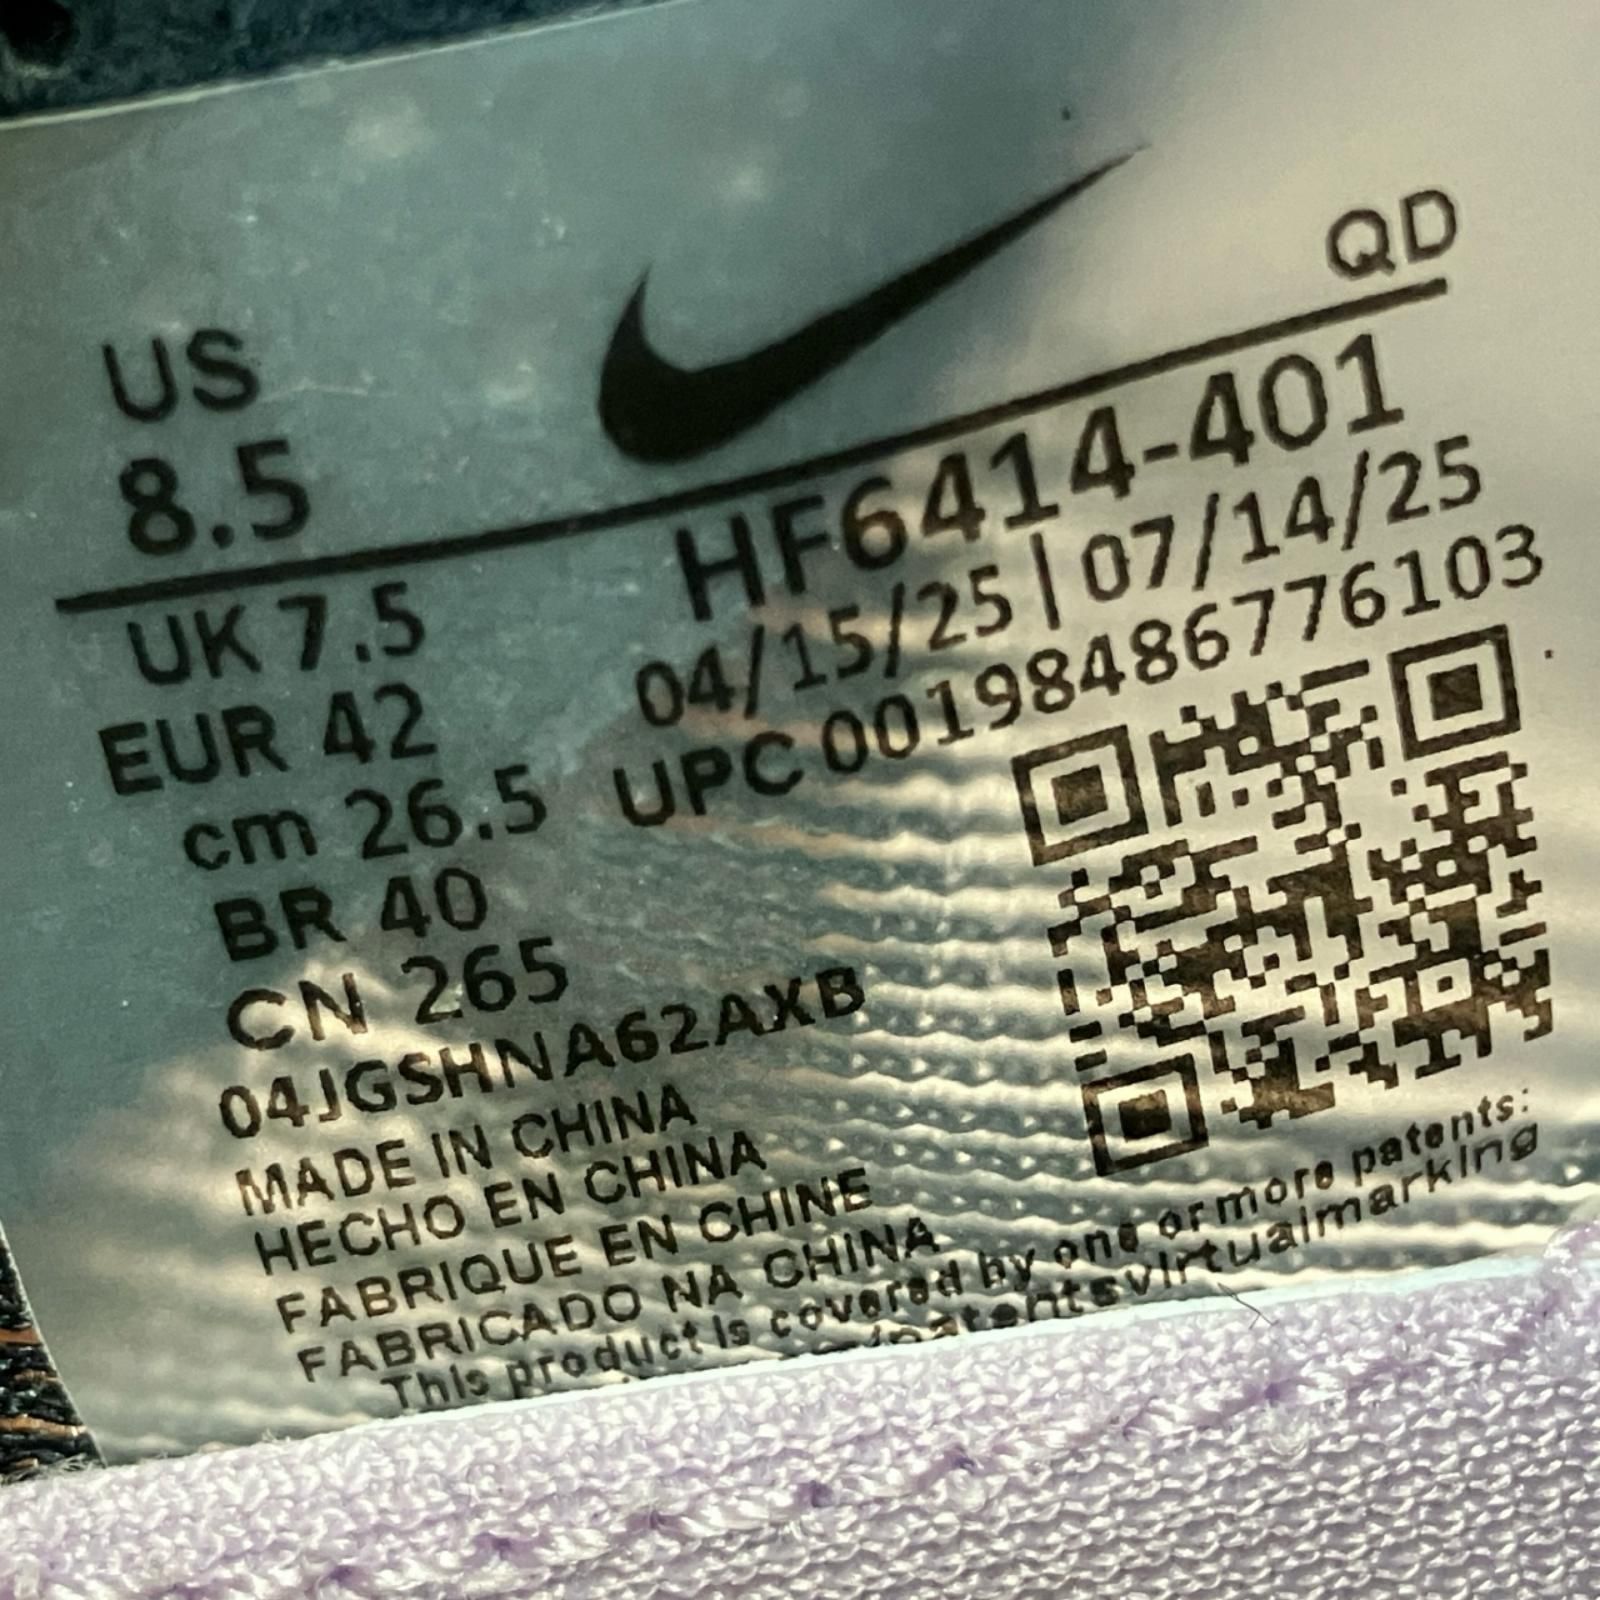 QD
US
8.5
HF6414-401
04/15/25 | 07/14/25
UPC 00198486776103
UK 7.5
EUR 42
cm 26.5
BR 40
CN 265
04JGSHNA62AXB
MADE IN CHINA
HECHO EN CHINA
FABRIQUE EN CHINE
FABRICADO NA CHINA
This product is covered by one or more patents: